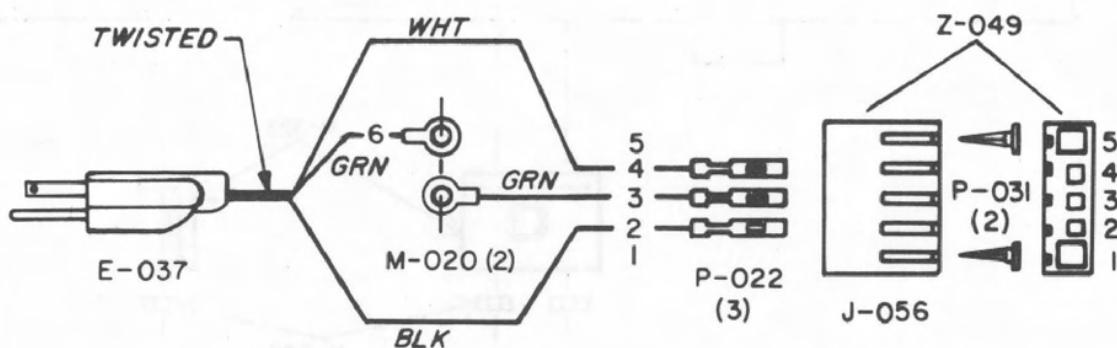 TWISTED
WHT
Z-049
6
GRN
GRN
5
4
3
2
1
5
4
3
2
1
P-031
(2)
E-037
M-020 (2)
P-022
(3)
J-056
BLK